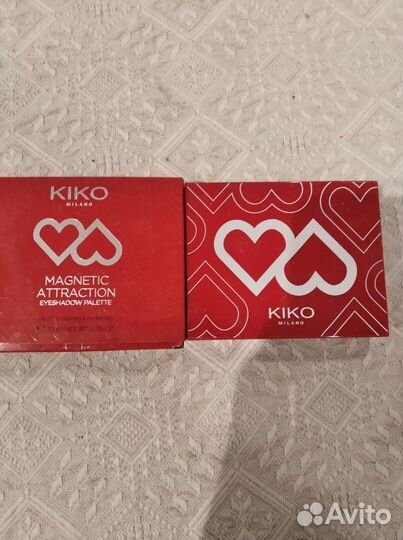 KIKO
MILANO
MAGNETIC
ATTRACTION
EYESHADOW PALETTE
KIKO
MILANO
Avito